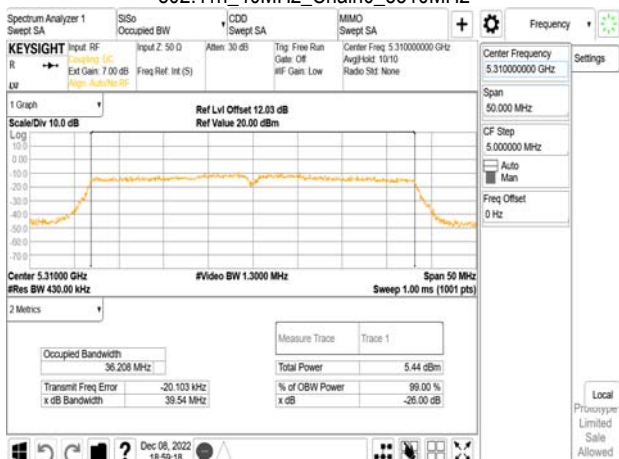 Spectrum Analyzer 1
Swept SA
SiSo
Occupied BW
CDD
Swept SA
MIMO
Swept SA
Frequency
KEYSIGHT
R
Input: RF
Coupling: DC
Ext Gain: 7.00 dB
Align: Auto/No RF
Input Z: 50 Ω
Freq Ref: Int (S)
Atten: 30 dB
Trig: Free Run
Gate: Off
#IF Gain: Low
Center Freq: 5.310000000 GHz
Avg|Hold: 10/10
Radio Std: None
Center Frequency
5.310000000 GHz
Settings
Span
50.000 MHz
CF Step
5.000000 MHz
Auto
Man
Freq Offset
0 Hz
1 Graph
Scale/Div 10.0 dB
Ref Lvl Offset 12.03 dB
Ref Value 20.00 dBm
Log
10.0
0.00
-10.0
-20.0
-30.0
-40.0
-50.0
-60.0
-70.0
Center 5.31000 GHz
#Video BW 1.3000 MHz
Span 50 MHz
#Res BW 430.00 kHz
Sweep 1.00 ms (1001 pts)
2 Metrics
Measure Trace Trace 1
Occupied Bandwidth
36.208 MHz
Total Power 5.44 dBm
Transmit Freq Error -20.103 kHz
% of OBW Power 99.00 %
x dB Bandwidth 39.54 MHz
x dB -26.00 dB
Local
Prototype
Limited
Sale
Allowed
Dec 08, 2022
18:59:18